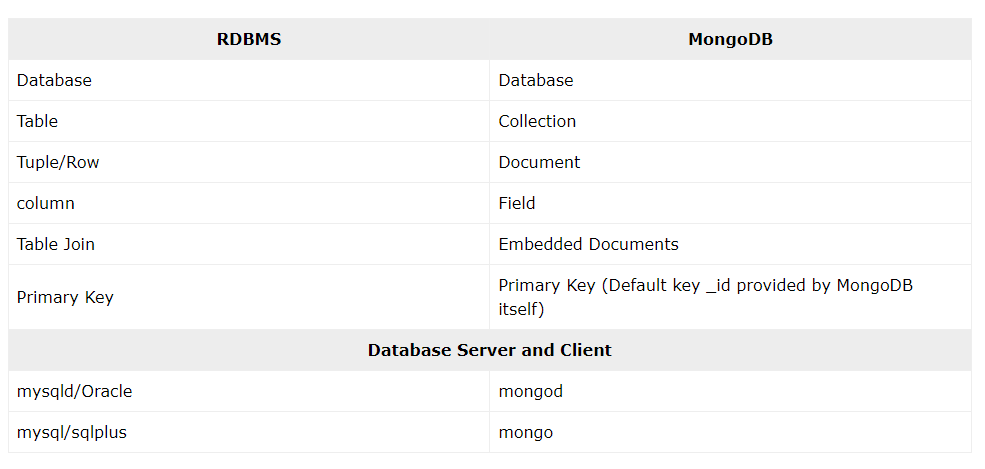 RDBMS MongoDB
Database Database
Table Collection
Tuple/Row Document
column Field
Table Join Embedded Documents
Primary Key Primary Key (Default key _id provided by MongoDB
itself)
Database Server and Client
mysqld/Oracle mongod
mysql/sqlplus mongo